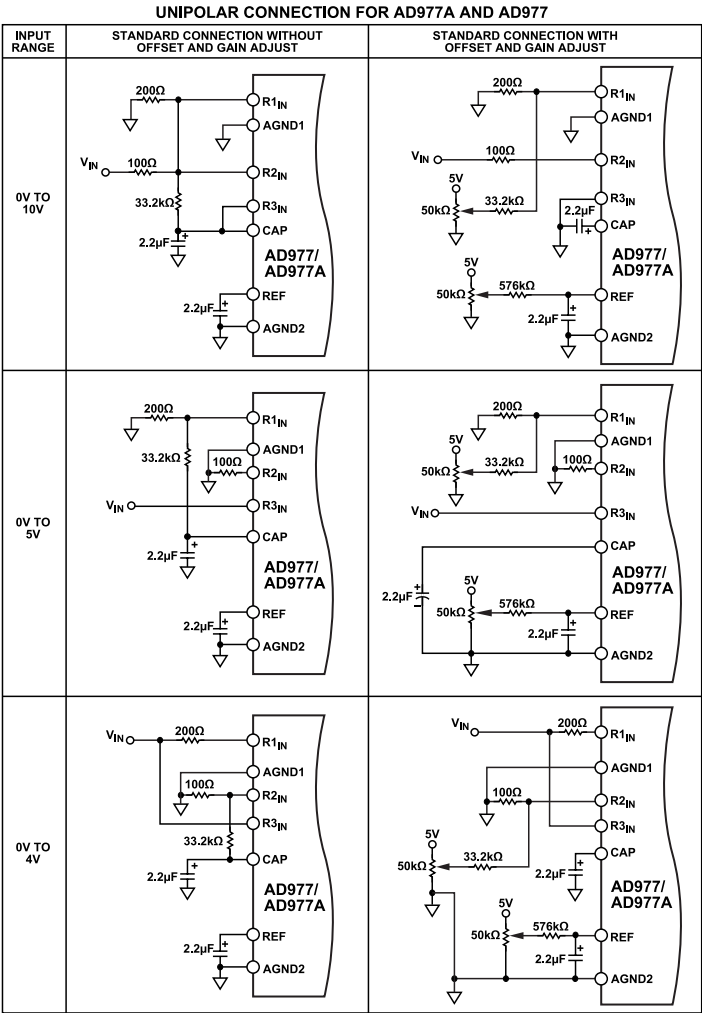 UNIPOLAR CONNECTION FOR AD977A AND AD977
INPUT
RANGE
STANDARD CONNECTION WITHOUT
OFFSET AND GAIN ADJUST
STANDARD CONNECTION WITH
OFFSET AND GAIN ADJUST
0V TO
10V
200Ω
R1IN
AGND1
VIN
100Ω
R2IN
33.2kΩ
R3IN
CAP
2.2µF
+
AD977/
AD977A
REF
2.2µF
+
AGND2
200Ω
R1IN
AGND1
VIN
100Ω
R2IN
5V
50kΩ
33.2kΩ
R3IN
2.2µF
+
CAP
AD977/
AD977A
5V
50kΩ
576kΩ
REF
2.2µF
+
AGND2
0V TO
5V
200Ω
R1IN
33.2kΩ
AGND1
100Ω
R2IN
VIN
R3IN
CAP
2.2µF
+
AD977/
AD977A
REF
2.2µF
+
AGND2
200Ω
R1IN
5V
AGND1
50kΩ
33.2kΩ
100Ω
R2IN
VIN
R3IN
CAP
AD977/
AD977A
2.2µF
+
–
5V
50kΩ
576kΩ
REF
2.2µF
+
AGND2
0V TO
4V
VIN
200Ω
R1IN
AGND1
100Ω
R2IN
R3IN
33.2kΩ
CAP
2.2µF
+
AD977/
AD977A
REF
2.2µF
+
AGND2
VIN
200Ω
R1IN
AGND1
100Ω
R2IN
R3IN
5V
50kΩ
33.2kΩ
CAP
2.2µF
+
AD977/
AD977A
5V
50kΩ
576kΩ
REF
2.2µF
+
AGND2